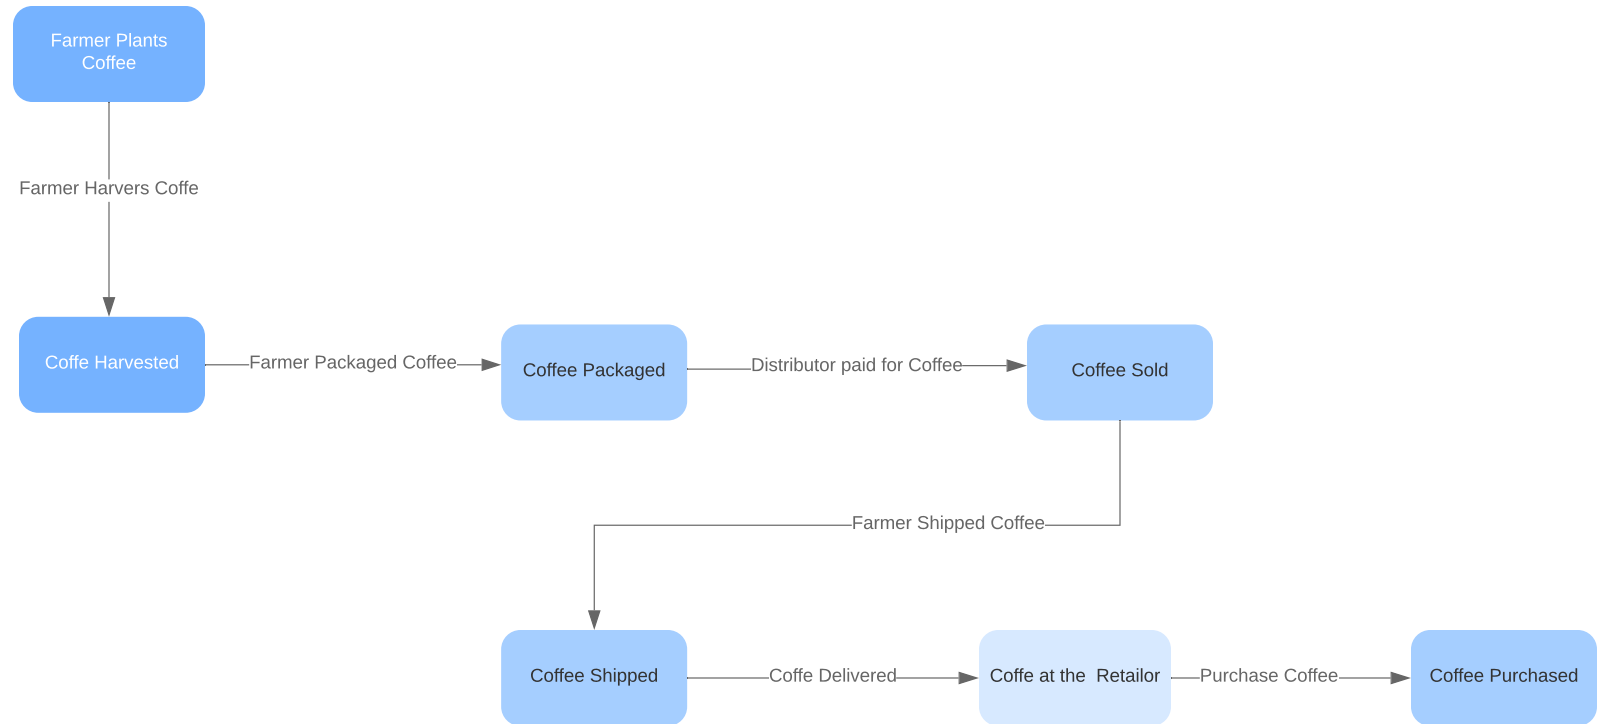 Farmer Plants
Coffee
Farmer Harvers Coffe
Coffe Harvested
Farmer Packaged Coffee
Coffee Packaged
Distributor paid for Coffee
Coffee Sold
Farmer Shipped Coffee
Coffee Shipped
Coffe Delivered
Coffe at the  Retailor
Purchase Coffee
Coffee Purchased